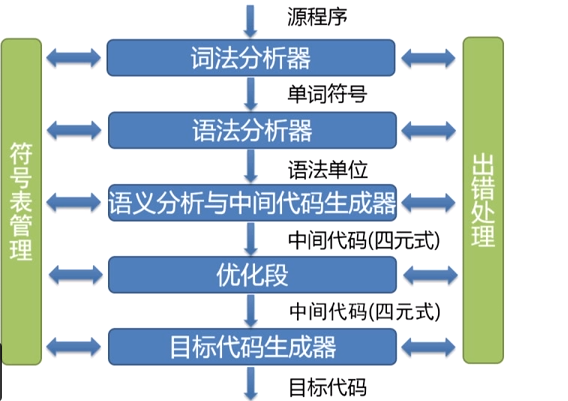 源程序
词法分析器
单词符号
语法分析器
语法单位
语义分析与中间代码生成器
中间代码(四元式)
优化段
中间代码(四元式)
目标代码生成器
目标代码
符号表管理
出错处理